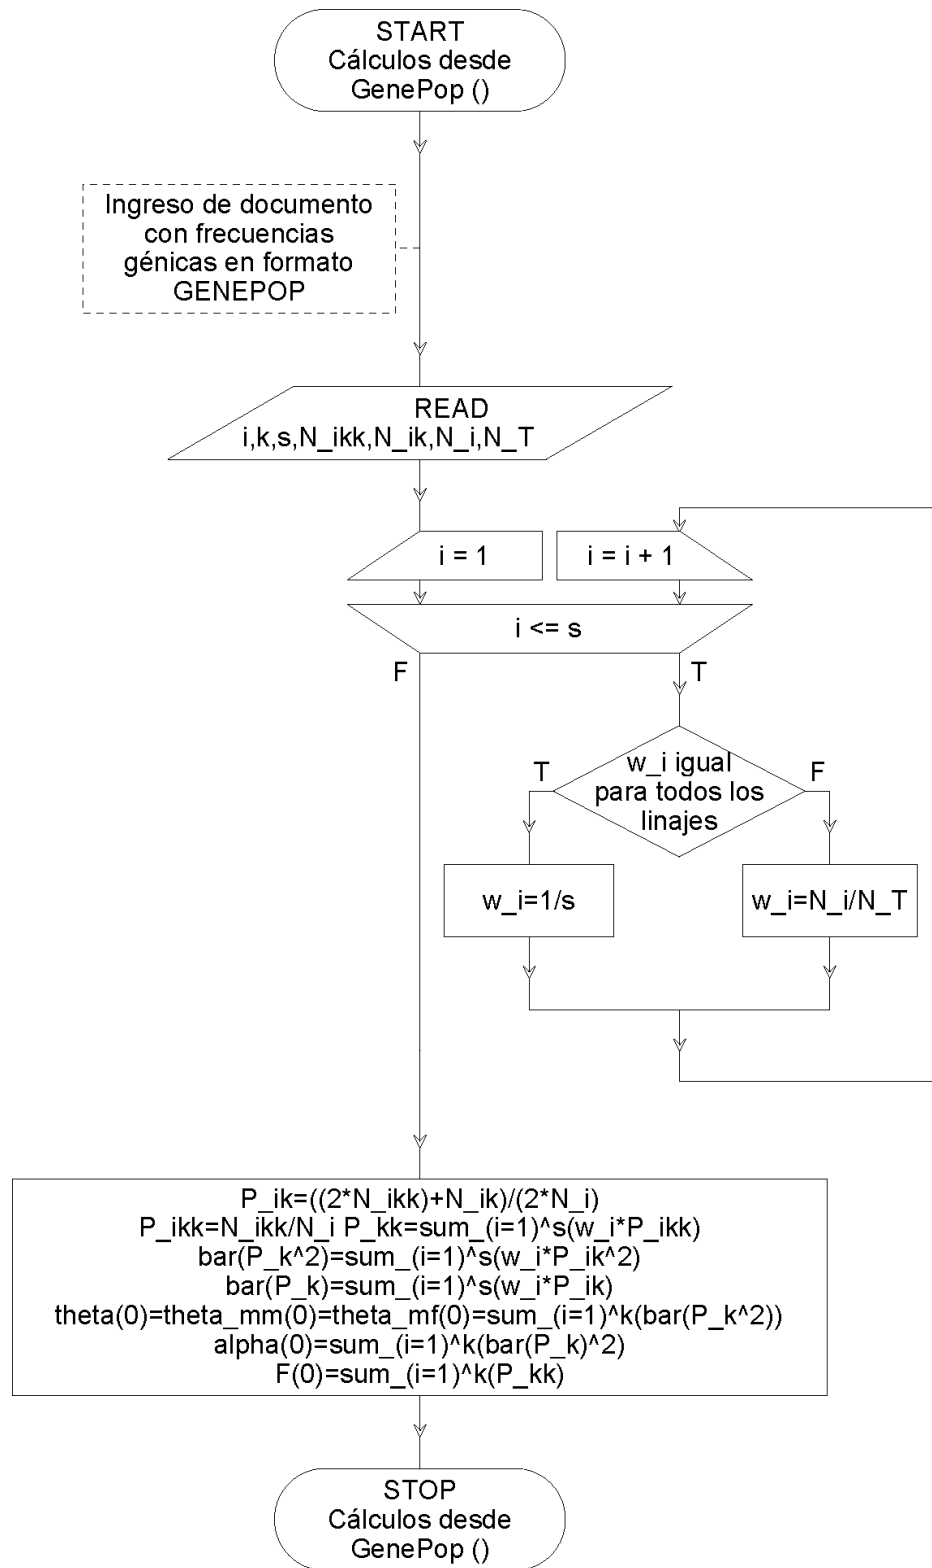 START
Cálculos desde
GenePop ()
Ingreso de documento
con frecuencias
génicas en formato
GENEPOP
READ
i,k,s,N_ikk,N_ik,N_i,N_T
i = 1
i = i + 1
i <= s
F
T
w_i igual
para todos los
linajes
T
F
w_i=1/s
w_i=N_i/N_T
P_ik=((2*N_ikk)+N_ik)/(2*N_i)
P_ikk=N_ikk/N_i P_kk=sum_(i=1)^s(w_i*P_ikk)
bar(P_k^2)=sum_(i=1)^s(w_i*P_ik^2)
bar(P_k)=sum_(i=1)^s(w_i*P_ik)
theta(0)=theta_mm(0)=theta_mf(0)=sum_(i=1)^k(bar(P_k^2))
alpha(0)=sum_(i=1)^k(bar(P_k)^2)
F(0)=sum_(i=1)^k(P_kk)
STOP
Cálculos desde
GenePop ()